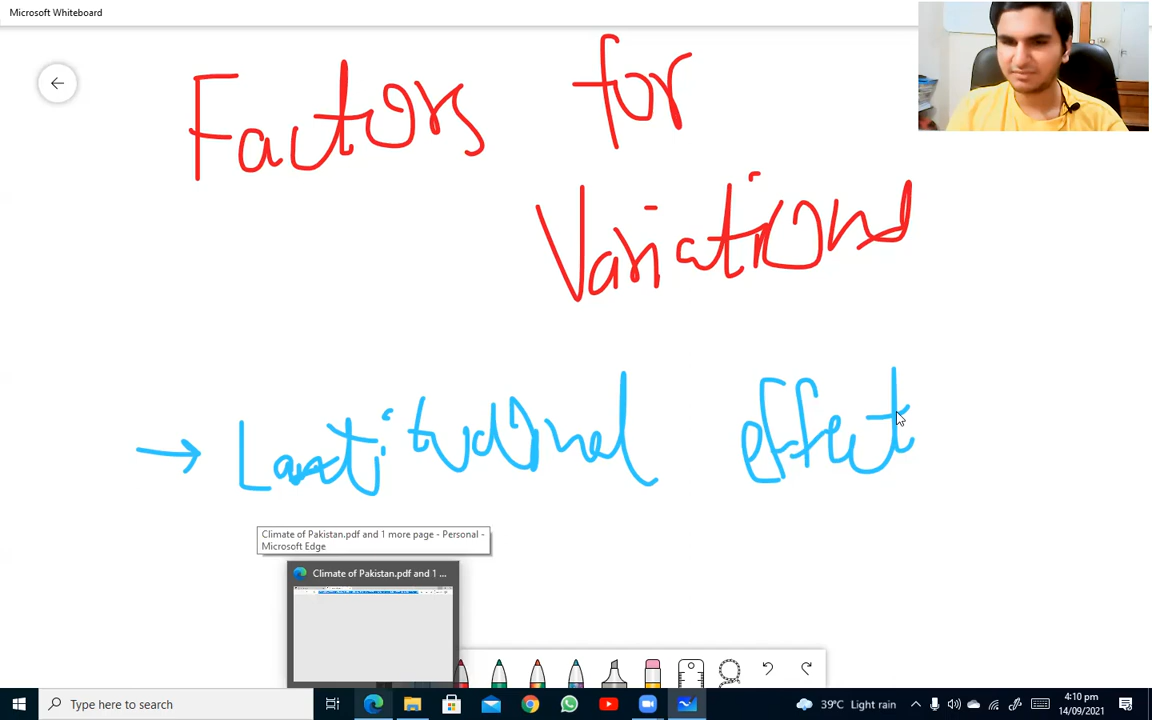 Microsoft Whiteboard
Factors for
Variations
→ Latitudinal effect
Climate of Pakistan.pdf and 1 more page - Personal -
Microsoft Edge
Climate of Pakistan.pdf and 1 ...
Type here to search
39°C Light rain
4:10 pm
14/09/2021